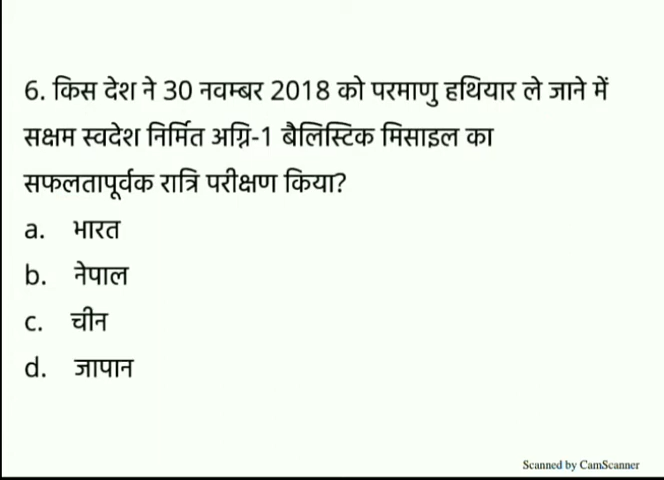 6. किस देश ने 30 नवम्बर 2018 को परमाणु हथियार ले जाने में
सक्षम स्वदेश निर्मित अग्नि-1 बैलिस्टिक मिसाइल का
सफलतापूर्वक रात्रि परीक्षण किया?
a. भारत
b. नेपाल
c. चीन
d. जापान
Scanned by CamScanner